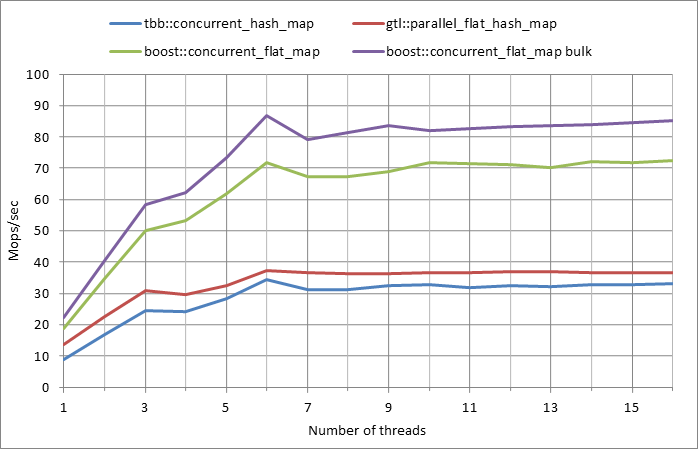 tbb::concurrent_hash_map gtl::parallel_flat_hash_map
boost::concurrent_flat_map boost::concurrent_flat_map bulk
100
90
80
70
60
50
40
30
20
10
0
Mops/sec
1 3 5 7 9 11 13 15
Number of threads